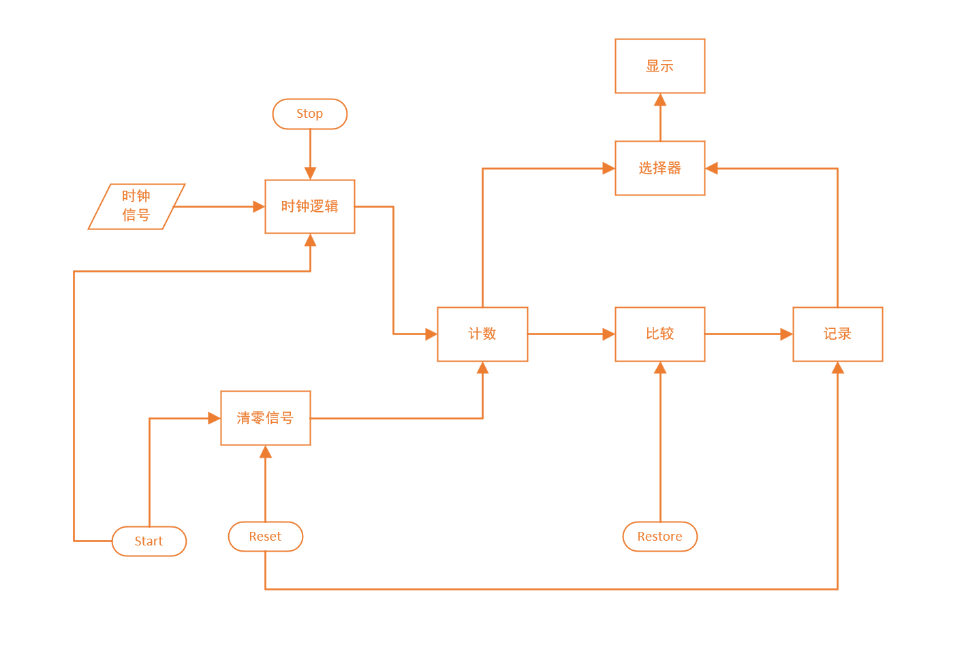 显示
Stop
选择器
时钟
信号
时钟逻辑
计数
比较
记录
清零信号
Start
Reset
Restore